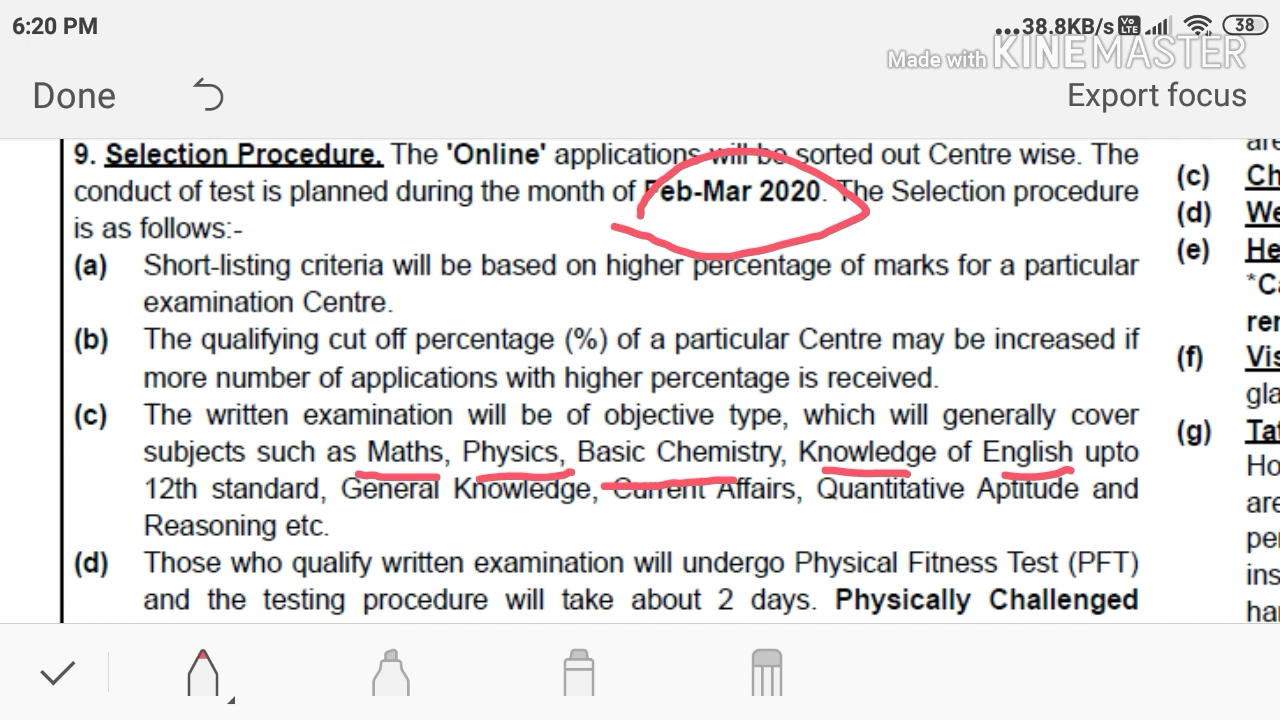 6:20 PM
...38.8KB/s Vo LTE 38
Made with KINEMASTER
Done
Export focus
9. Selection Procedure. The 'Online' applications will be sorted out Centre wise. The
conduct of test is planned during the month of Feb-Mar 2020. The Selection procedure
is as follows:-
(a) Short-listing criteria will be based on higher percentage of marks for a particular
examination Centre.
(b) The qualifying cut off percentage (%) of a particular Centre may be increased if
more number of applications with higher percentage is received.
(c) The written examination will be of objective type, which will generally cover
subjects such as Maths, Physics, Basic Chemistry, Knowledge of English upto
12th standard, General Knowledge, Current Affairs, Quantitative Aptitude and
Reasoning etc.
(d) Those who qualify written examination will undergo Physical Fitness Test (PFT)
and the testing procedure will take about 2 days. Physically Challenged
(c)
(d)
(e)
(f)
(g)